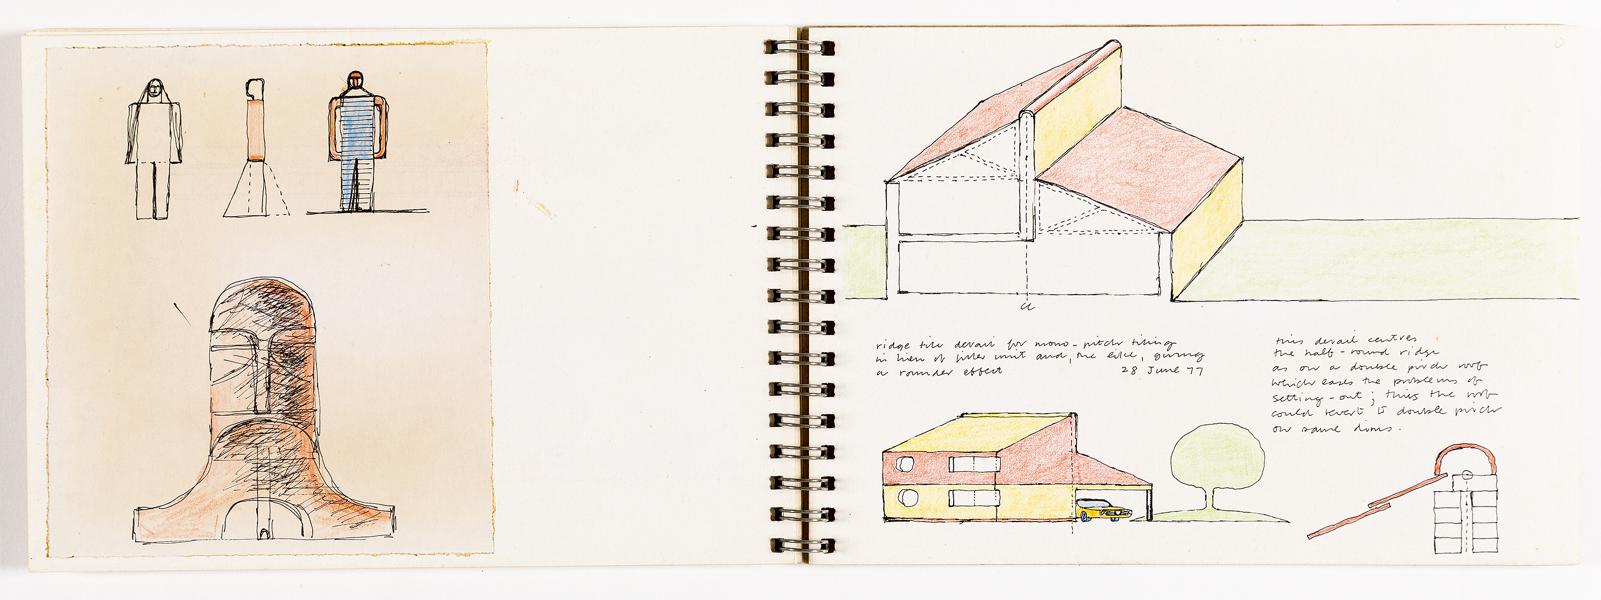 CL
ridge tile detail for mono-pitch tiling
in lieu of filler unit and, the like, giving
a rounder effect 28 June 77
this detail centres
the half-round ridge
as on a double pitch roof
which eases the problems of
setting-out; thus the roof
could revert to double pitch
on same dims.